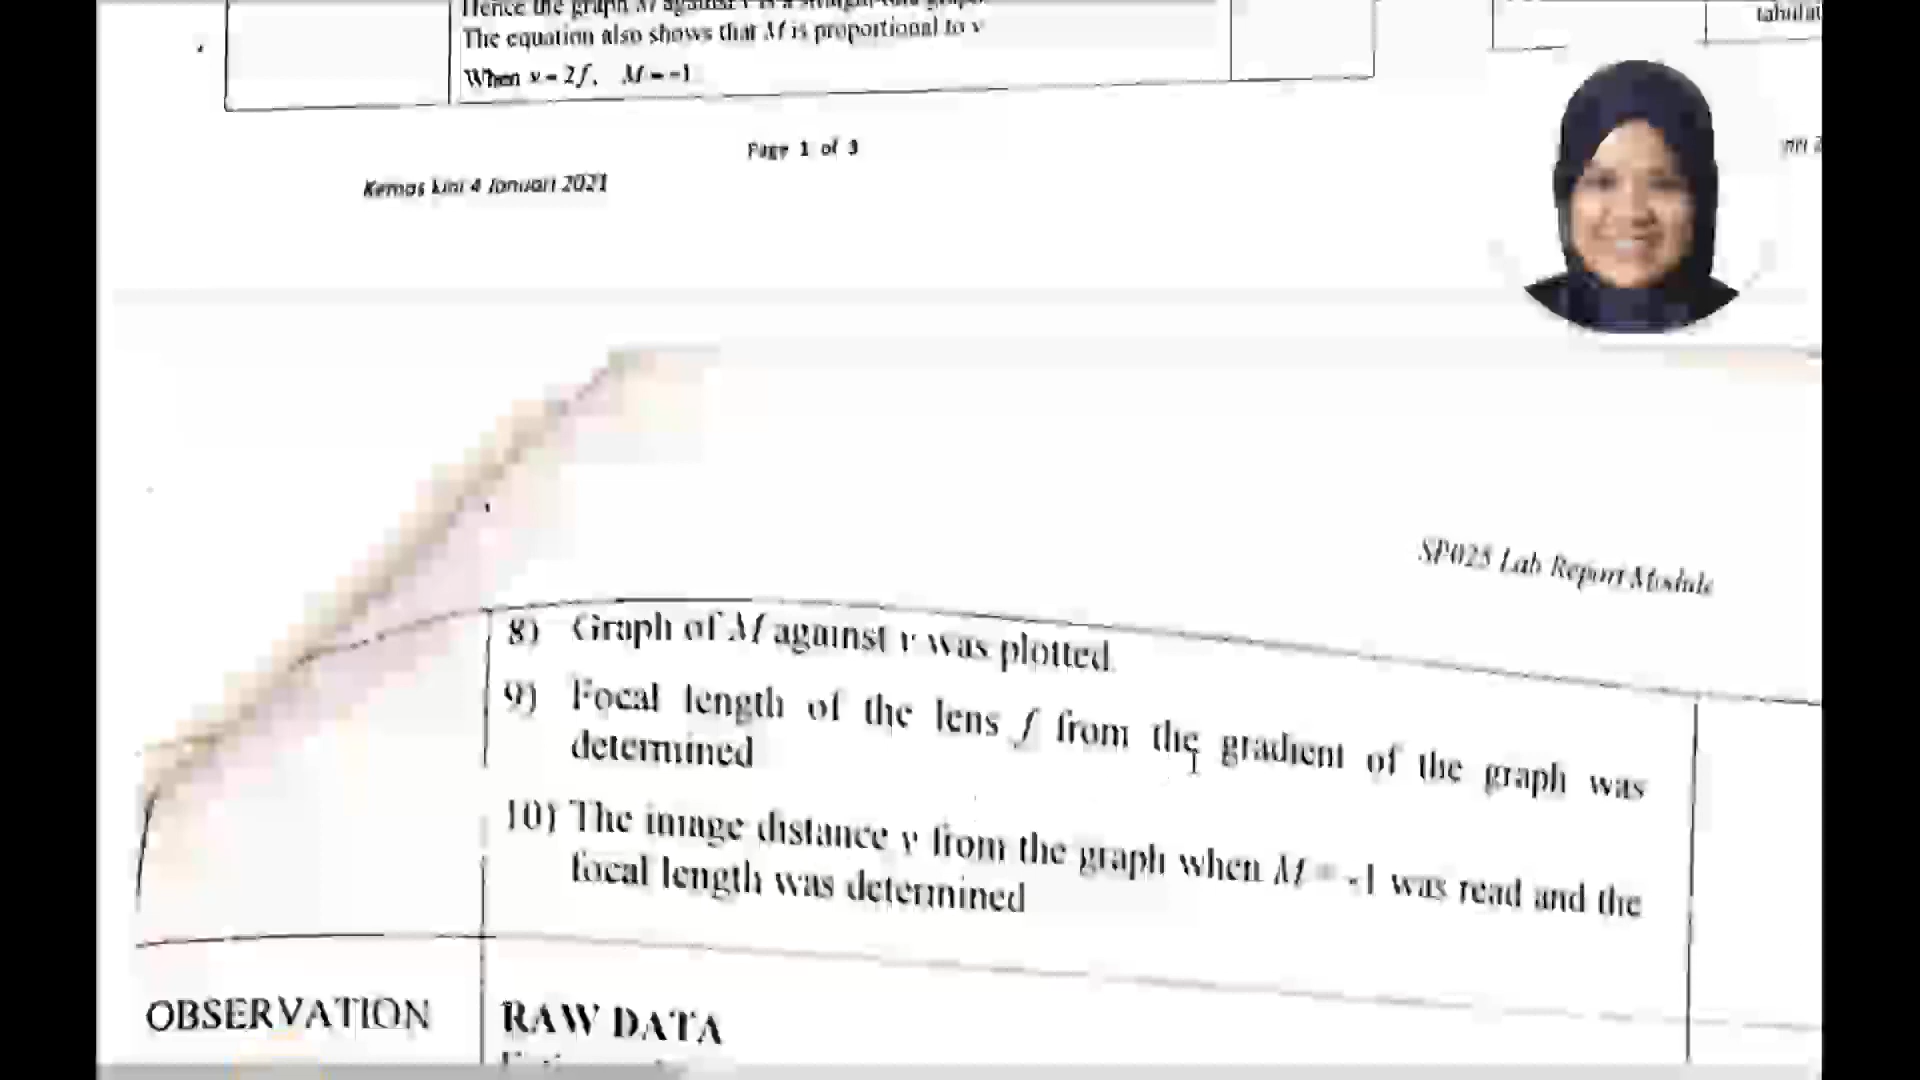 Hence the graph M against v is a
The equation also shows that M is proportional to v
When v = 2f, M = -1
Page 1 of 3
Kemas kini 4 Januari 2021
SP025 Lab Report Module
8) Graph of M against v was plotted.
9) Focal length of the lens f from the gradient of the graph was
determined
10) The image distance v from the graph when M = -1 was read and the
focal length was determined
OBSERVATION
RAW DATA